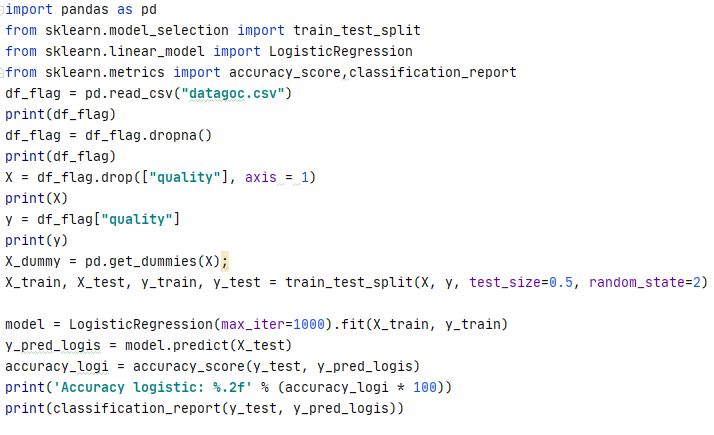 import pandas as pd
from sklearn.model_selection import train_test_split
from sklearn.linear_model import LogisticRegression
from sklearn.metrics import accuracy_score,classification_report
df_flag = pd.read_csv("datagoc.csv")
print(df_flag)
df_flag = df_flag.dropna()
print(df_flag)
X = df_flag.drop(["quality"], axis = 1)
print(X)
y = df_flag["quality"]
print(y)
X_dummy = pd.get_dummies(X);
X_train, X_test, y_train, y_test = train_test_split(X, y, test_size=0.5, random_state=2)
model = LogisticRegression(max_iter=1000).fit(X_train, y_train)
y_pred_logis = model.predict(X_test)
accuracy_logi = accuracy_score(y_test, y_pred_logis)
print('Accuracy logistic: %.2f' % (accuracy_logi * 100))
print(classification_report(y_test, y_pred_logis))